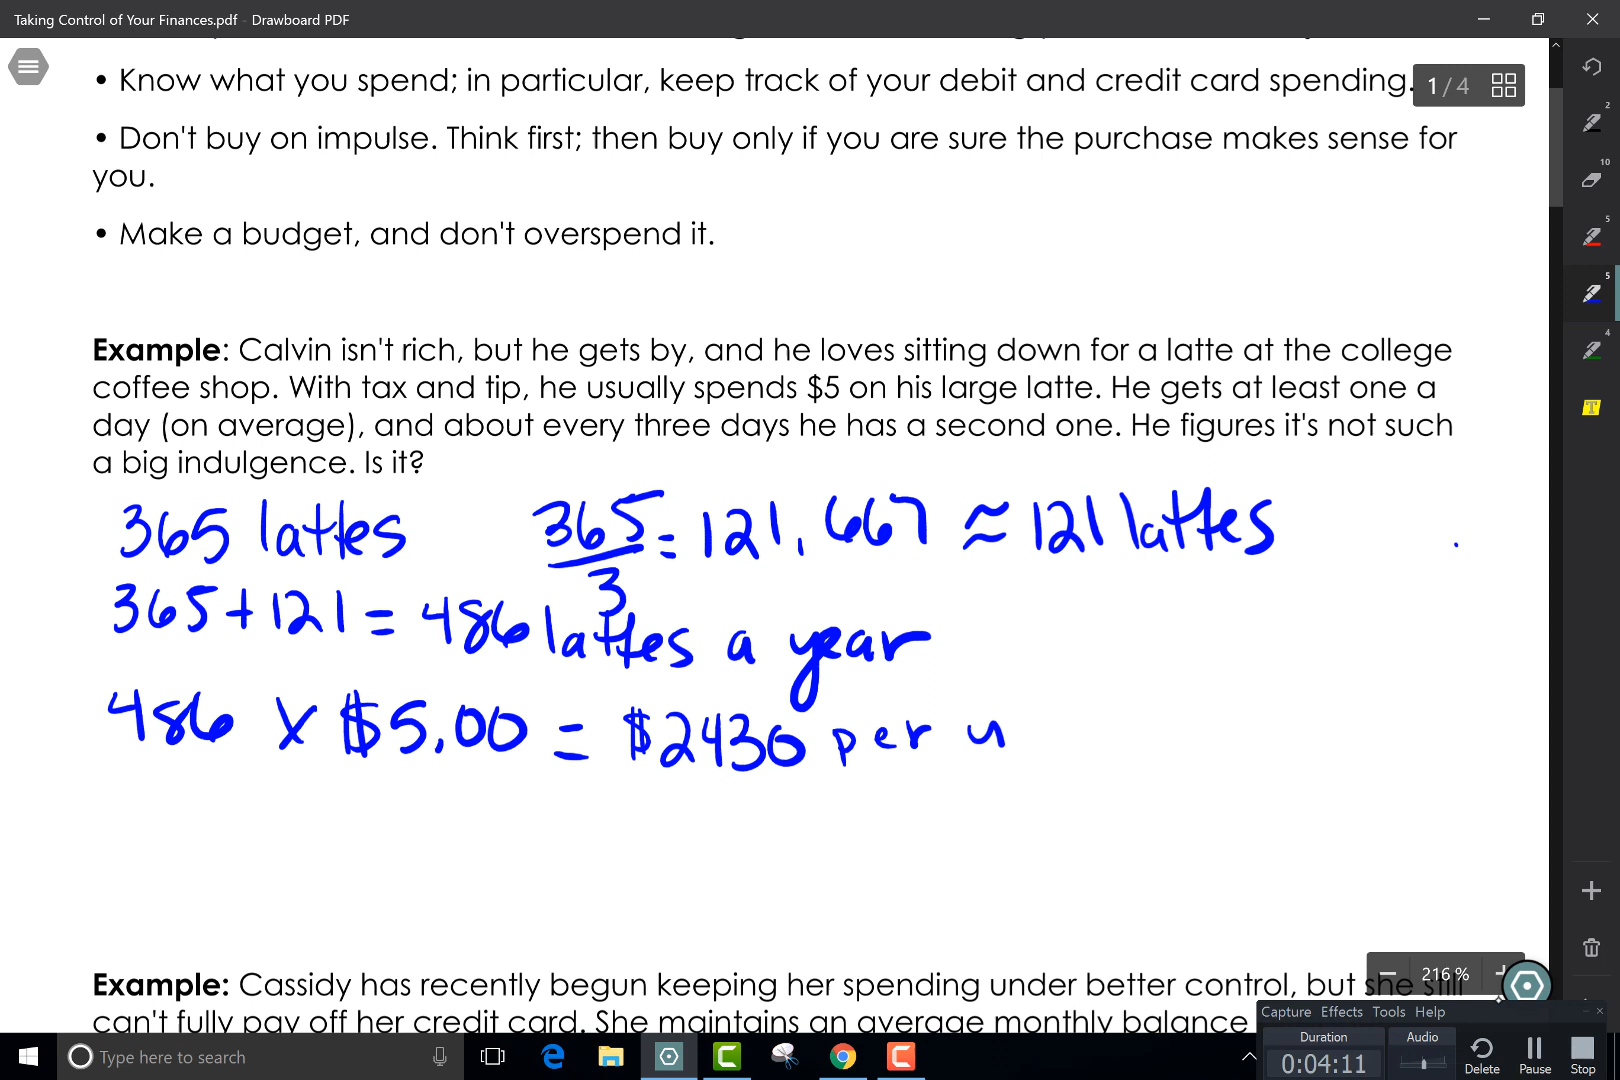 Taking Control of Your Finances.pdf - Drawboard PDF
• Know what you spend; in particular, keep track of your debit and credit card spending.
1 / 4
• Don't buy on impulse. Think first; then buy only if you are sure the purchase makes sense for
you.
• Make a budget, and don't overspend it.
2
10
5
5
4
T
Example: Calvin isn't rich, but he gets by, and he loves sitting down for a latte at the college
coffee shop. With tax and tip, he usually spends $5 on his large latte. He gets at least one a
day (on average), and about every three days he has a second one. He figures it's not such
a big indulgence. Is it?
365 lattes 365/3 = 121.667 ≈ 121 lattes
365 + 121 = 486 lattes a year
486 x $5.00 = $2430 per
216 %
Example: Cassidy has recently begun keeping her spending under better control, but she still
can't fully pay off her credit card. She maintains an average monthly balance
Capture Effects Tools Help
Duration Audio
0:04:11 Delete Pause Stop
Type here to search